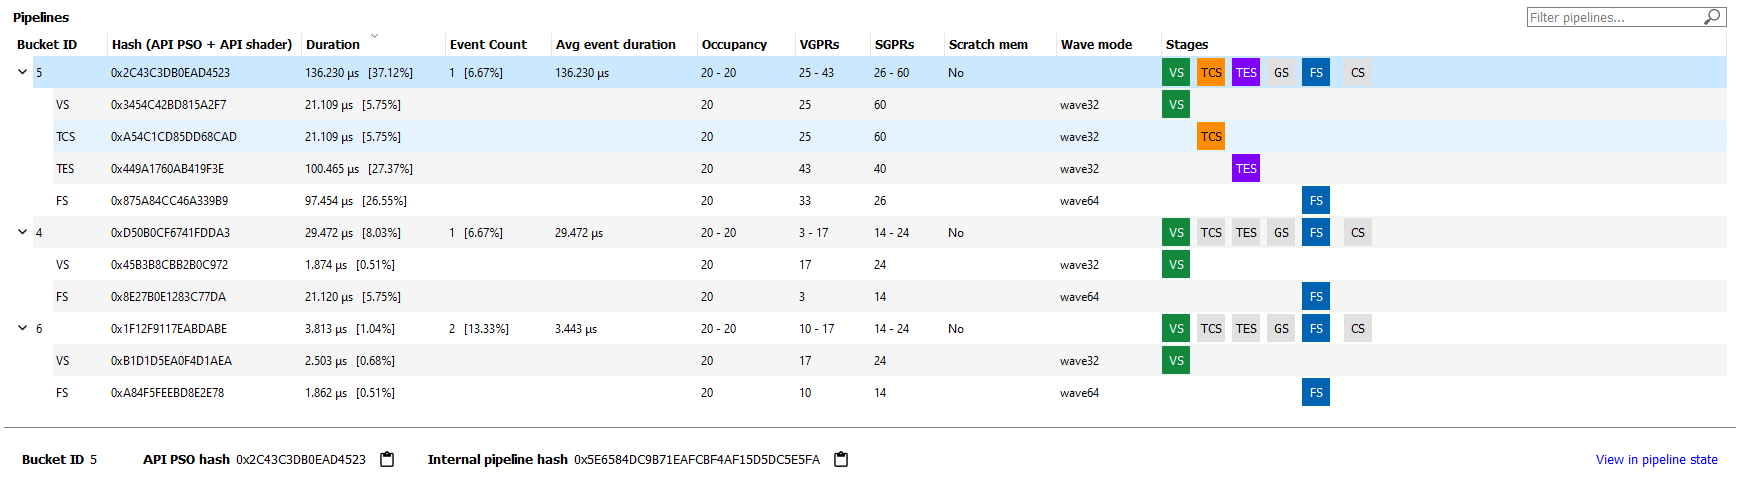 Pipelines
Filter pipelines...
Bucket ID Hash (API PSO + API shader) Duration Event Count Avg event duration Occupancy VGPRs SGPRs Scratch mem Wave mode Stages
5 0x2C43C3DB0EAD4523 136.230 µs [37.12%] 1 [6.67%] 136.230 µs 20 - 20 25 - 43 26 - 60 No VS TCS TES GS FS CS
VS 0x3454C42BD815A2F7 21.109 µs [5.75%] 20 25 60 wave32 VS
TCS 0xA54C1CD85DD68CAD 21.109 µs [5.75%] 20 25 60 wave32 TCS
TES 0x449A1760AB419F3E 100.465 µs [27.37%] 20 43 40 wave32 TES
FS 0x875A84CC46A339B9 97.454 µs [26.55%] 20 33 26 wave64 FS
4 0xD50B0CF6741FDDA3 29.472 µs [8.03%] 1 [6.67%] 29.472 µs 20 - 20 3 - 17 14 - 24 No VS TCS TES GS FS CS
VS 0x45B3B8CBB2B0C972 1.874 µs [0.51%] 20 17 24 wave32 VS
FS 0x8E27B0E1283C77DA 21.120 µs [5.75%] 20 3 14 wave64 FS
6 0x1F12F9117EABDABE 3.813 µs [1.04%] 2 [13.33%] 3.443 µs 20 - 20 10 - 17 14 - 24 No VS TCS TES GS FS CS
VS 0xB1D1D5EA0F4D1AEA 2.503 µs [0.68%] 20 17 24 wave32 VS
FS 0xA84F5FEEBD8E2E78 1.862 µs [0.51%] 20 10 14 wave64 FS
Bucket ID 5 API PSO hash 0x2C43C3DB0EAD4523 Internal pipeline hash 0x5E6584DC9B71EAFCBF4AF15D5DC5E5FA View in pipeline state